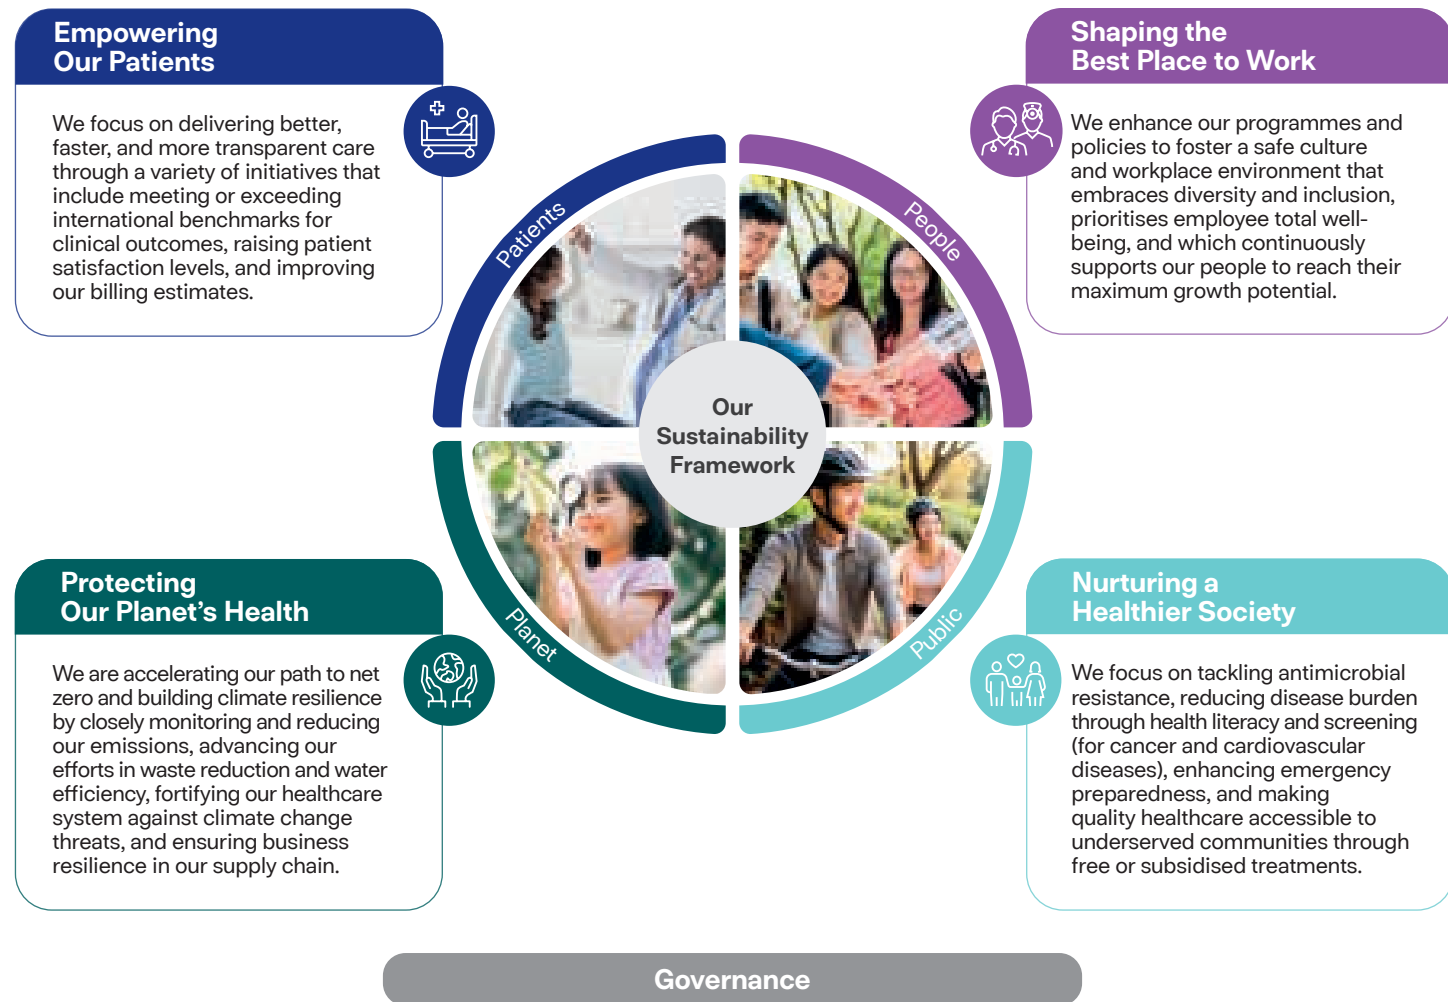 Empowering
Our Patients
We focus on delivering better,
faster, and more transparent care
through a variety of initiatives that
include meeting or exceeding
international benchmarks for
clinical outcomes, raising patient
satisfaction levels, and improving
our billing estimates.
Shaping the
Best Place to Work
We enhance our programmes and
policies to foster a safe culture
and workplace environment that
embraces diversity and inclusion,
prioritises employee total well-
being, and which continuously
supports our people to reach their
maximum growth potential.
Patients
People
Our
Sustainability
Framework
Planet
Public
Protecting
Our Planet’s Health
We are accelerating our path to net
zero and building climate resilience
by closely monitoring and reducing
our emissions, advancing our
efforts in waste reduction and water
efficiency, fortifying our healthcare
system against climate change
threats, and ensuring business
resilience in our supply chain.
Nurturing a
Healthier Society
We focus on tackling antimicrobial
resistance, reducing disease burden
through health literacy and screening
(for cancer and cardiovascular
diseases), enhancing emergency
preparedness, and making
quality healthcare accessible to
underserved communities through
free or subsidised treatments.
Governance